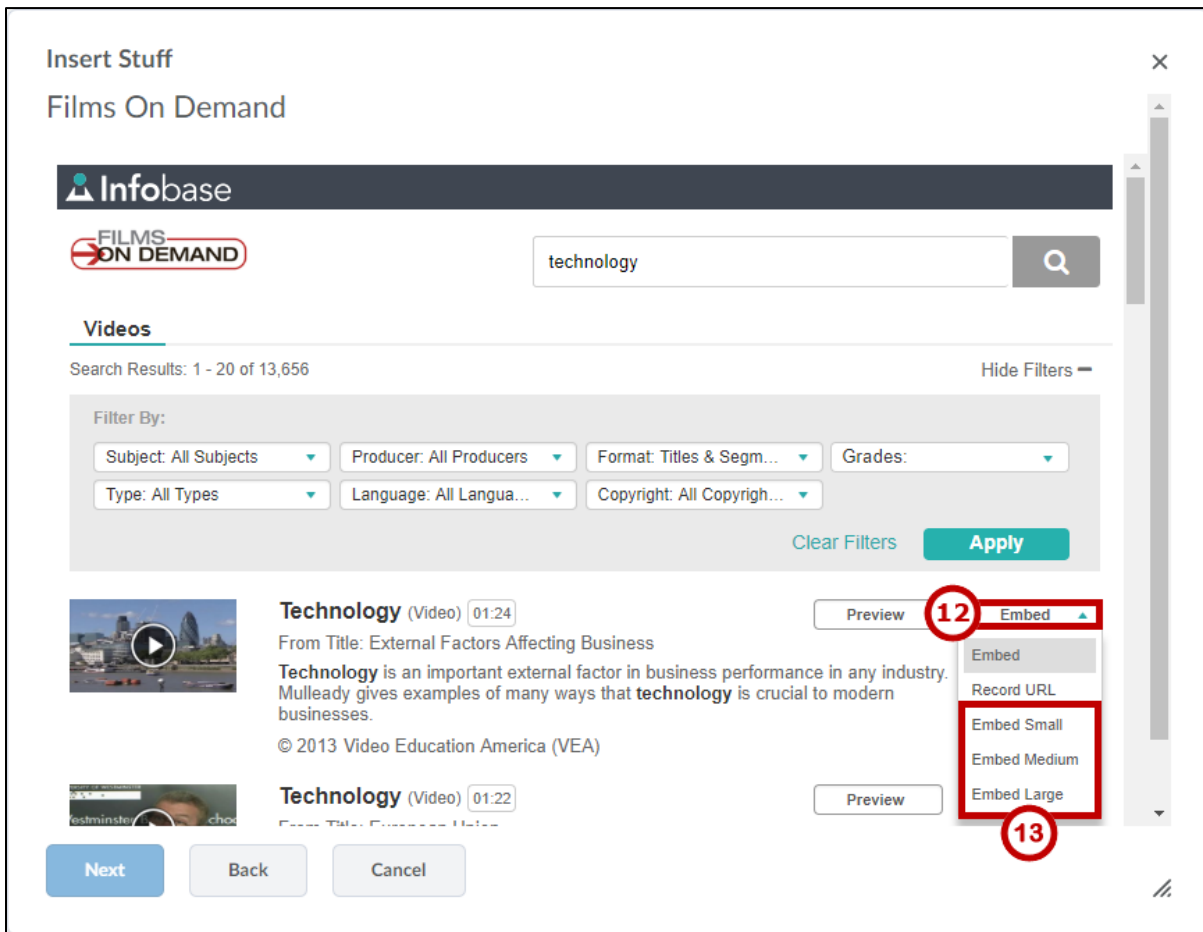 Insert Stuff
×
Films On Demand
Infobase
FILMS
ON DEMAND
technology
Videos
Search Results: 1 - 20 of 13,656
Hide Filters
Filter By:
Subject: All Subjects
Producer: All Producers
Format: Titles & Segm...
Grades:
Type: All Types
Language: All Langua...
Copyright: All Copyrigh...
Clear Filters
Apply
Technology (Video) 01:24
Preview
12
Embed
From Title: External Factors Affecting Business
Technology is an important external factor in business performance in any industry.
Mulleady gives examples of many ways that technology is crucial to modern
businesses.
© 2013 Video Education America (VEA)
Embed
Record URL
Embed Small
Embed Medium
Embed Large
13
Technology (Video) 01:22
Preview
From Title: European Union
Next
Back
Cancel